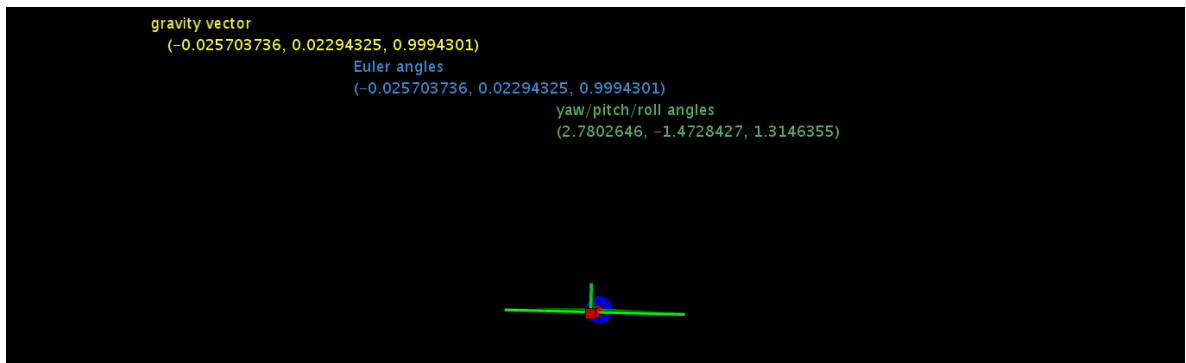 gravity vector
(-0.025703736, 0.02294325, 0.9994301)
Euler angles
(-0.025703736, 0.02294325, 0.9994301)
yaw/pitch/roll angles
(2.7802646, -1.4728427, 1.3146355)